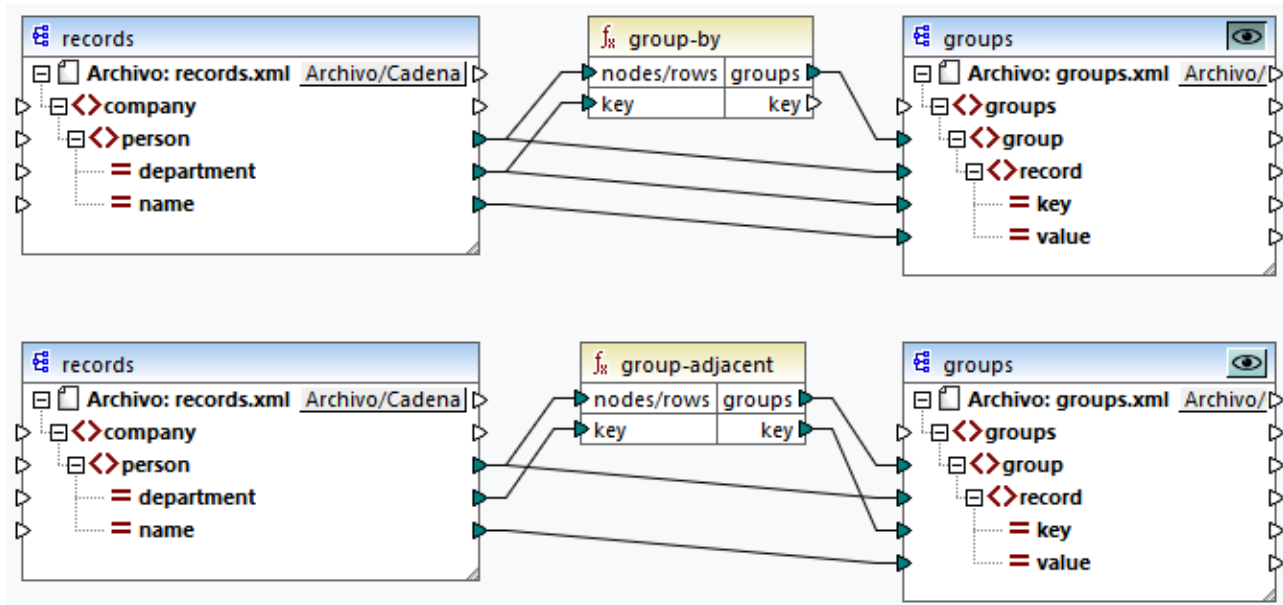 records
Archivo: records.xml Archivo/Cadena
company
person
department
name
fx group-by
nodes/rows groups
key key
groups
Archivo: groups.xml Archivo/
groups
group
record
key
value
records
Archivo: records.xml Archivo/Cadena
company
person
department
name
fx group-adjacent
nodes/rows groups
key key
groups
Archivo: groups.xml Archivo/
groups
group
record
key
value